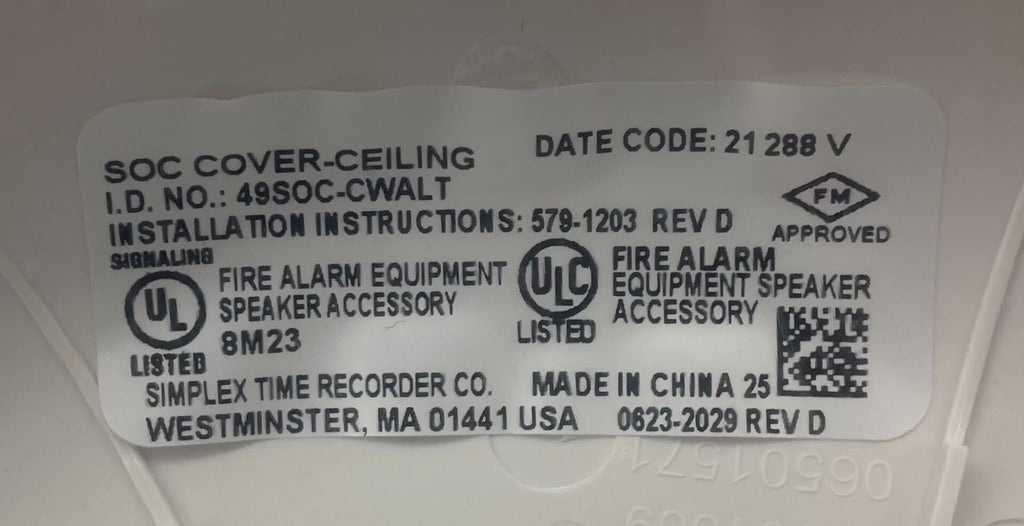 SOC COVER-CEILING
DATE CODE: 21 288 V
I.D. NO.: 49SOC-CWALT
INSTALLATION INSTRUCTIONS: 579-1203 REV D
FM
APPROVED
SIGNALING
UL
LISTED
FIRE ALARM EQUIPMENT
SPEAKER ACCESSORY
8M23
ULC
LISTED
FIRE ALARM
EQUIPMENT SPEAKER
ACCESSORY
SIMPLEX TIME RECORDER CO.
MADE IN CHINA 25
WESTMINSTER, MA 01441 USA
0623-2029 REV D
06501571